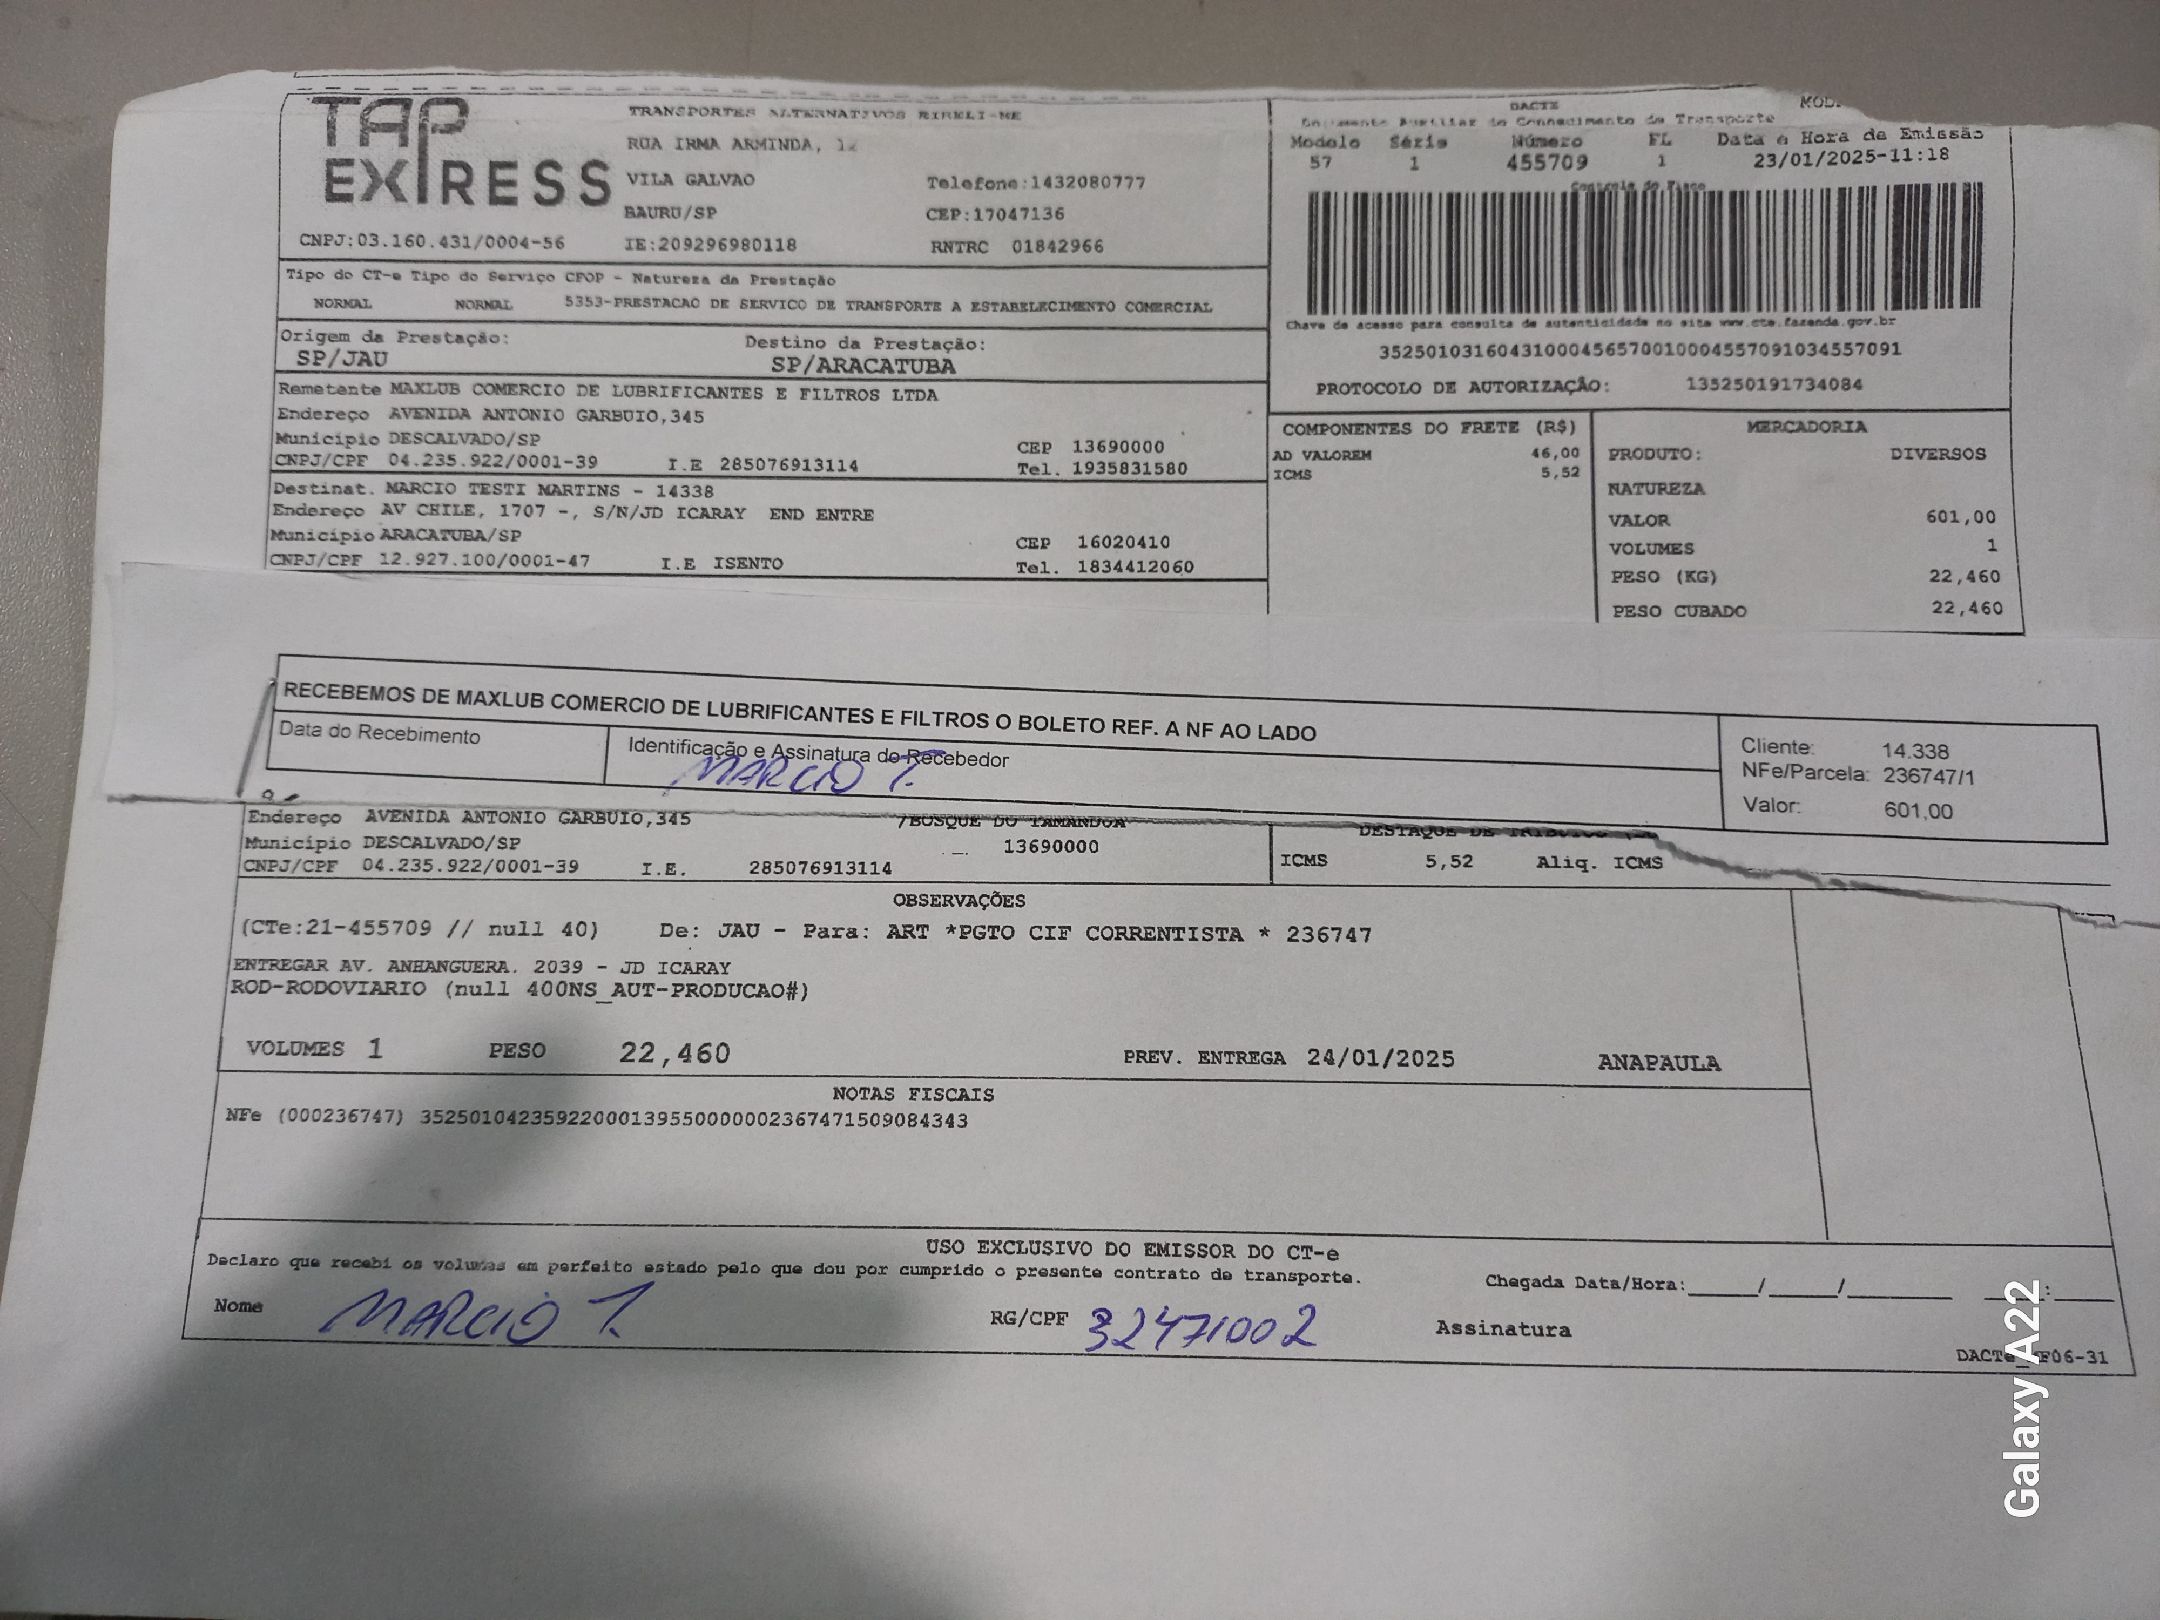 TAP EXPRESS
TRANSPORTES ALTERNATIVOS EIRELI-ME
RUA IRMA ARMINDA, 12
VILA GALVAO Telefone:1432080777
BAURU/SP CEP:17047136
CNPJ:03.160.431/0004-56 IE:209296980118 RNTRC 01842966
DACTE
Documento Auxiliar do Conhecimento de Transporte
Modelo Série Número FL Data e Hora de Emissão
57 1 455709 1 23/01/2025-11:18
Controle do Fisco
Chave de acesso para consulta de autenticidade no site www.cte.fazenda.gov.br
35250103160431000456570010004557091034557091
PROTOCOLO DE AUTORIZAÇÃO: 135250191734084
Tipo do CT-e Tipo do Serviço CFOP - Natureza da Prestação
NORMAL NORMAL 5353-PRESTACAO DE SERVICO DE TRANSPORTE A ESTABELECIMENTO COMERCIAL
Origem da Prestação: Destino da Prestação:
SP/JAU SP/ARACATUBA
Remetente MAXLUB COMERCIO DE LUBRIFICANTES E FILTROS LTDA
Endereço AVENIDA ANTONIO GARBUIO,345
Município DESCALVADO/SP CEP 13690000
CNPJ/CPF 04.235.922/0001-39 I.E 285076913114 Tel. 1935831580
Destinat. MARCIO TESTI MARTINS - 14338
Endereço AV CHILE, 1707 -, S/N/JD ICARAY END ENTRE
Município ARACATUBA/SP CEP 16020410
CNPJ/CPF 12.927.100/0001-47 I.E ISENTO Tel. 1834412060
COMPONENTES DO FRETE (R$)
AD VALOREM 46,00
ICMS 5,52
MERCADORIA
PRODUTO: DIVERSOS
NATUREZA
VALOR 601,00
VOLUMES 1
PESO (KG) 22,460
PESO CUBADO 22,460
RECEBEMOS DE MAXLUB COMERCIO DE LUBRIFICANTES E FILTROS O BOLETO REF. A NF AO LADO
Data do Recebimento Identificação e Assinatura do Recebedor
MARCIO T.
Cliente: 14.338
NFe/Parcela: 236747/1
Valor: 601,00
Endereço AVENIDA ANTONIO GARBUIO,345 /BOSQUE DO TAMANDUA
Município DESCALVADO/SP 13690000
CNPJ/CPF 04.235.922/0001-39 I.E. 285076913114
DESTAQUE DE TRIBUTO
ICMS 5,52 Aliq. ICMS
OBSERVAÇÕES
(CTe:21-455709 // null 40) De: JAU - Para: ART *PGTO CIF CORRENTISTA * 236747
ENTREGAR AV. ANHANGUERA. 2039 - JD ICARAY
ROD-RODOVIARIO (null 400NS_AUT-PRODUCAO#)
VOLUMES 1 PESO 22,460 PREV. ENTREGA 24/01/2025 ANAPAULA
NOTAS FISCAIS
NFe (000236747) 35250104235922000139550000002367471509084343
USO EXCLUSIVO DO EMISSOR DO CT-e
Declaro que recebi os volumes em perfeito estado pelo que dou por cumprido o presente contrato de transporte.
Chegada Data/Hora:_____/_____/_______ ____:____
Nome MARCIO T. RG/CPF 32471002 Assinatura
Galaxy A22